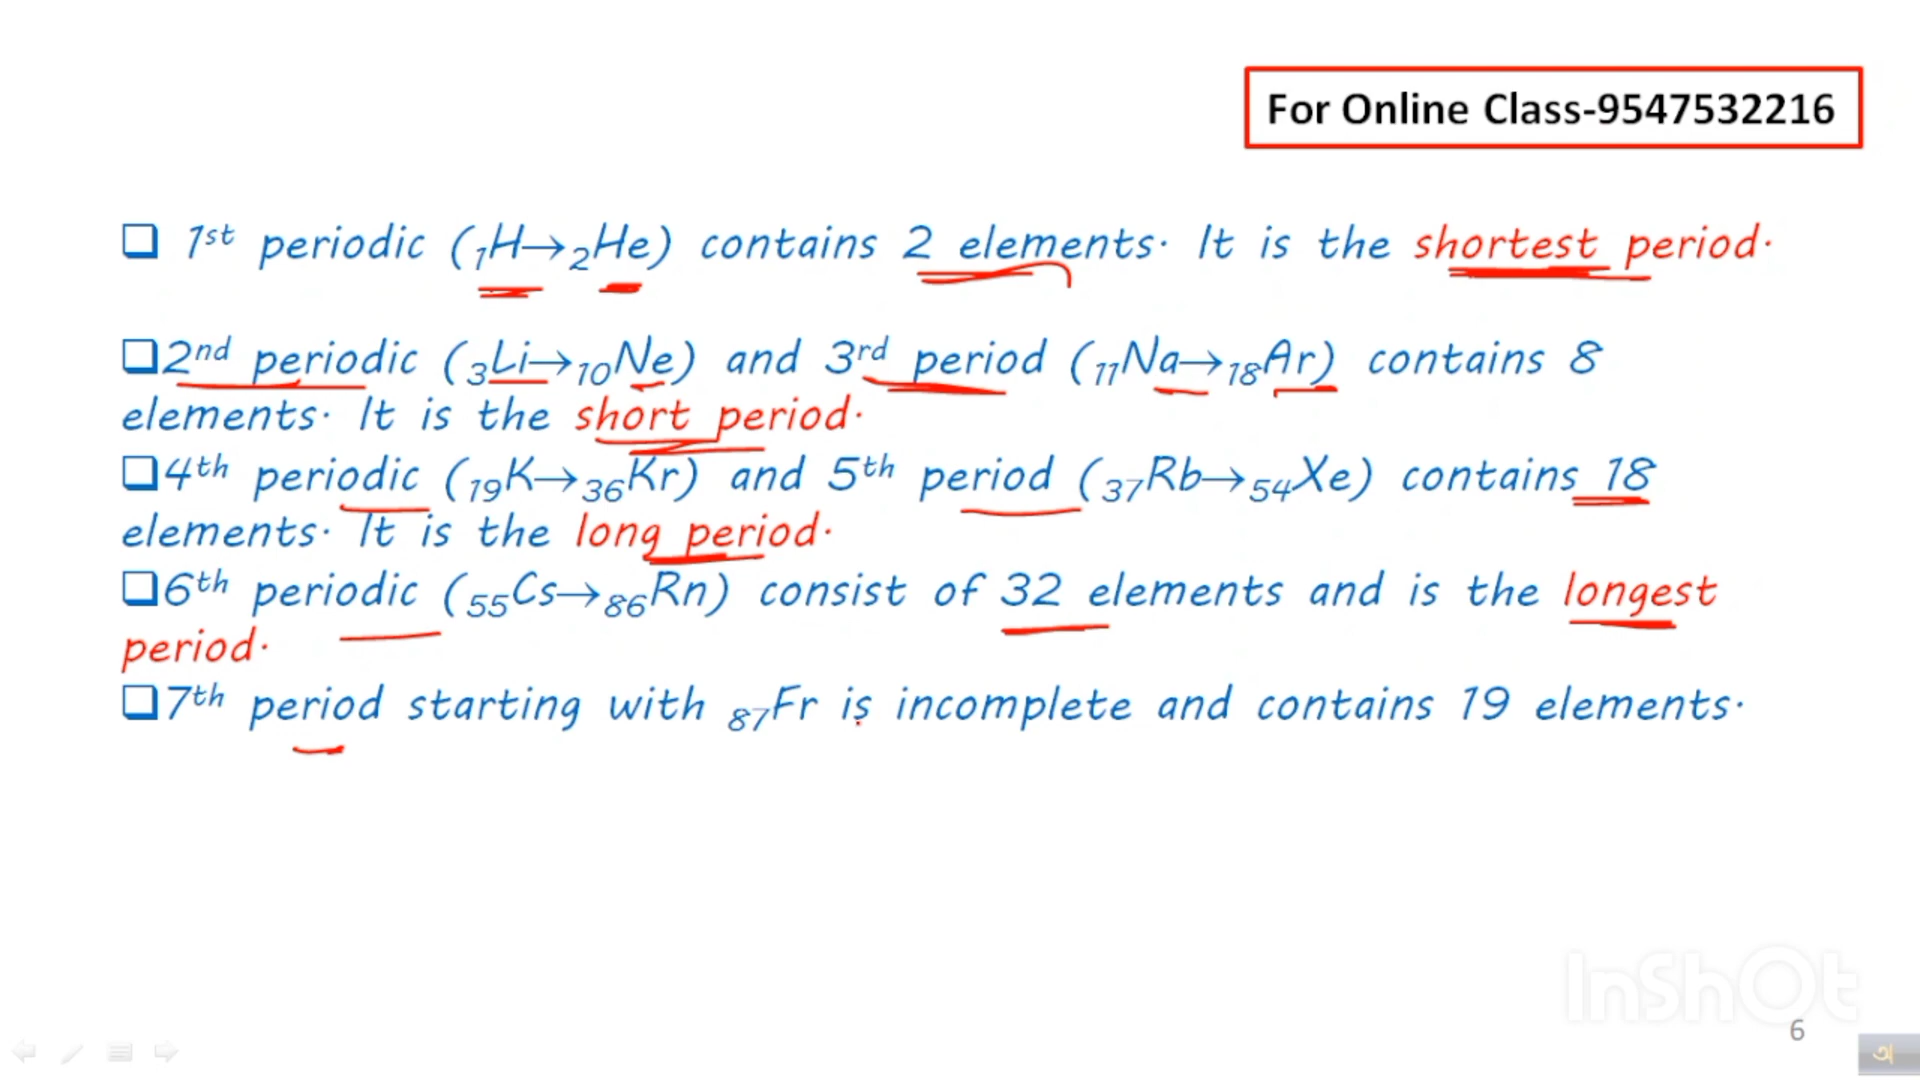 For Online Class-9547532216
❑ 1st periodic (₁H→₂He) contains 2 elements. It is the shortest period.
❑2nd periodic (₃Li→₁₀Ne) and 3rd period (₁₁Na→₁₈Ar) contains 8
elements. It is the short period.
❑4th periodic (₁₉K→₃₆Kr) and 5th period (₃₇Rb→₅₄Xe) contains 18
elements. It is the long period.
❑6th periodic (₅₅Cs→₈₆Rn) consist of 32 elements and is the longest
period.
❑7th period starting with ₈₇Fr is incomplete and contains 19 elements.
InShOt
6
অ